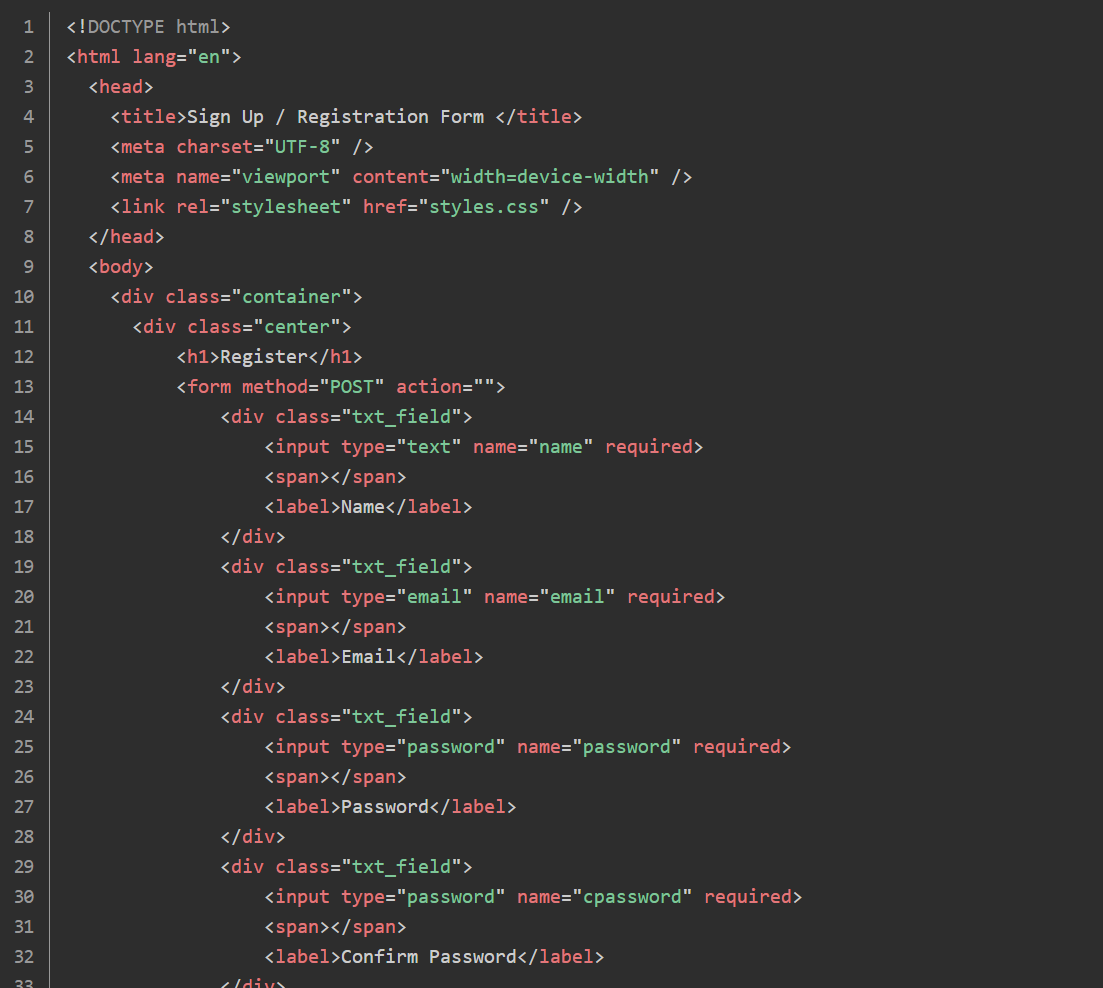 1 <!DOCTYPE html>
2 <html lang="en">
3   <head>
4     <title>Sign Up / Registration Form </title>
5     <meta charset="UTF-8" />
6     <meta name="viewport" content="width=device-width" />
7     <link rel="stylesheet" href="styles.css" />
8   </head>
9   <body>
10     <div class="container">
11       <div class="center">
12           <h1>Register</h1>
13           <form method="POST" action="">
14               <div class="txt_field">
15                   <input type="text" name="name" required>
16                   <span></span>
17                   <label>Name</label>
18               </div>
19               <div class="txt_field">
20                   <input type="email" name="email" required>
21                   <span></span>
22                   <label>Email</label>
23               </div>
24               <div class="txt_field">
25                   <input type="password" name="password" required>
26                   <span></span>
27                   <label>Password</label>
28               </div>
29               <div class="txt_field">
30                   <input type="password" name="cpassword" required>
31                   <span></span>
32                   <label>Confirm Password</label>
33               </div>